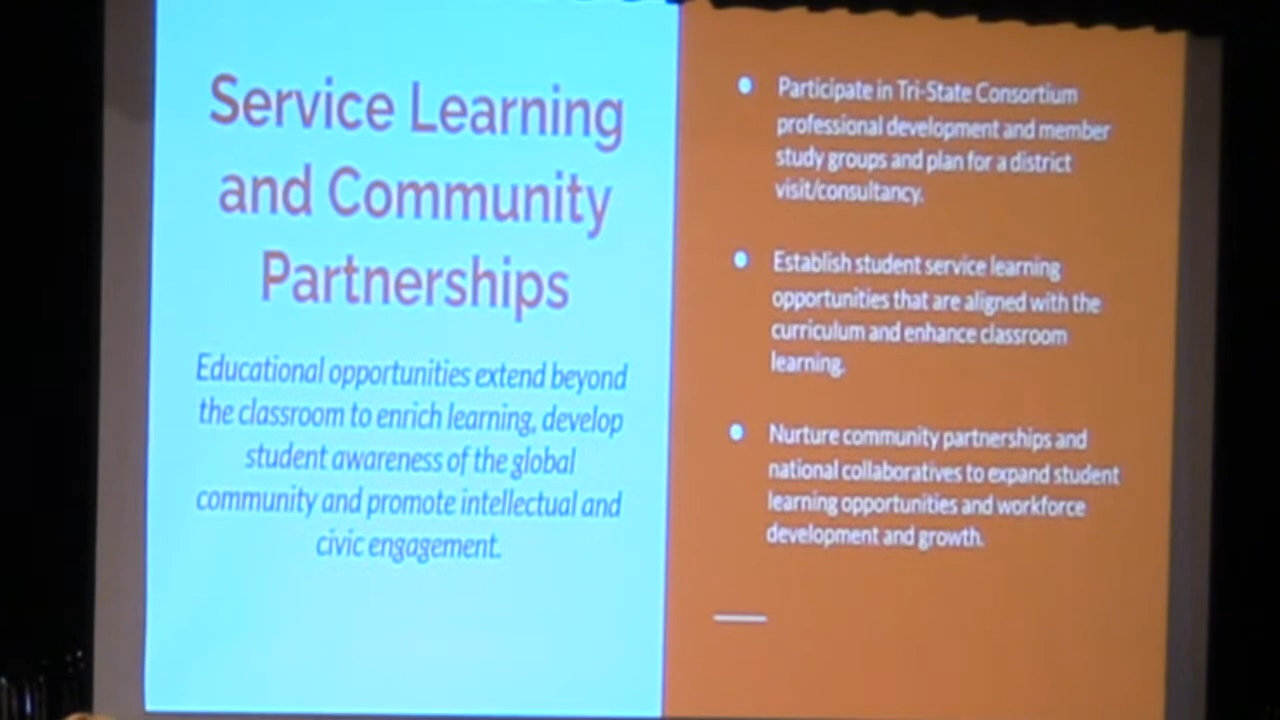 Service Learning
and Community
Partnerships
Educational opportunities extend beyond
the classroom to enrich learning, develop
student awareness of the global
community and promote intellectual and
civic engagement.
Participate in Tri-State Consortium
professional development and member
study groups and plan for a district
visit/consultancy.
Establish student service learning
opportunities that are aligned with the
curriculum and enhance classroom
learning.
Nurture community partnerships and
national collaboratives to expand student
learning opportunities and workforce
development and growth.